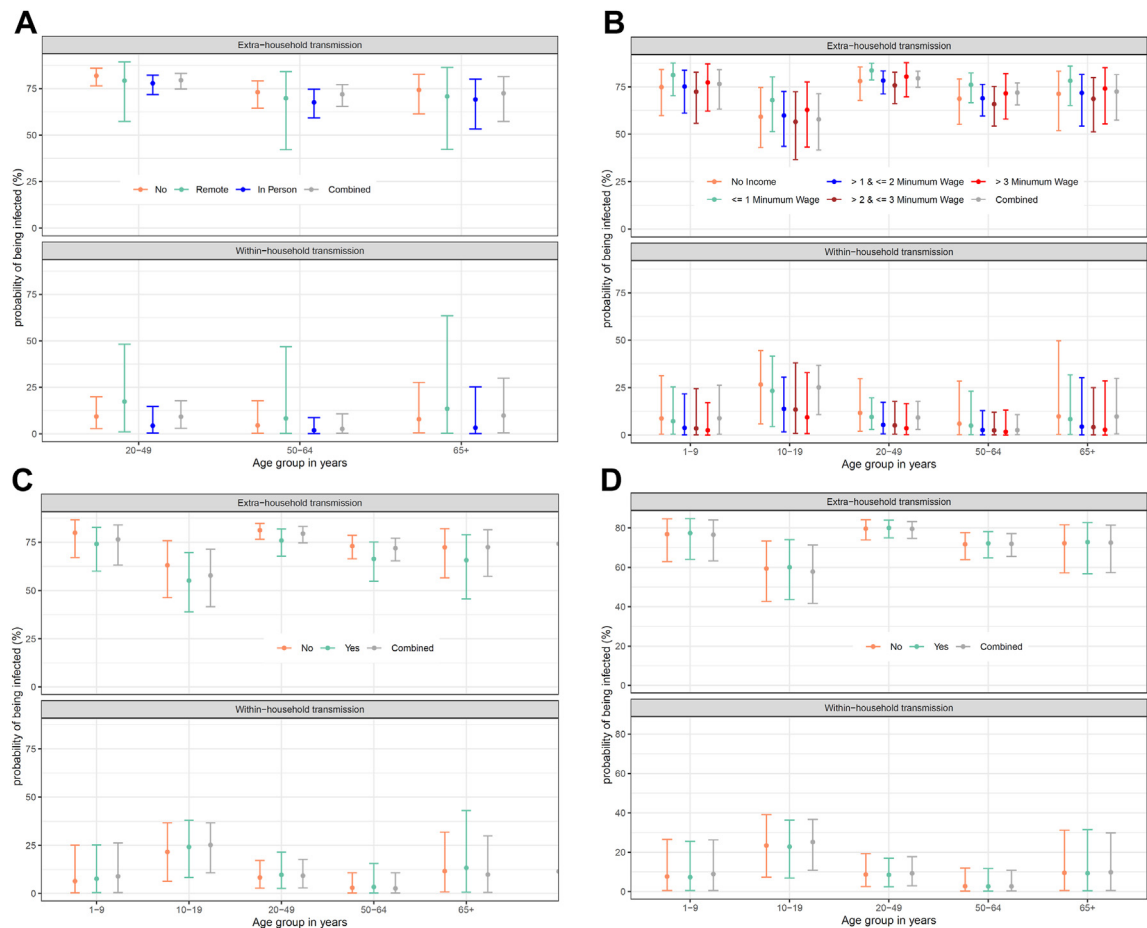 A
Extra−household transmission
75
50
25
0
No Remote In Person Combined
Within−household transmission
75
50
25
0
20−49 50−64 65+
Age group in years
probability of being infected (%)
B
Extra−household transmission
75
50
25
0
No Income > 1 & <= 2 Minumum Wage > 3 Minumum Wage
<= 1 Minumum Wage > 2 & <= 3 Minumum Wage Combined
Within−household transmission
75
50
25
0
1−9 10−19 20−49 50−64 65+
Age group in years
probability of being infected (%)
C
Extra−household transmission
75
50
25
0
No Yes Combined
Within−household transmission
75
50
25
0
1−9 10−19 20−49 50−64 65+
Age group in years
probability of being infected (%)
D
Extra−household transmission
80
60
40
20
0
No Yes Combined
Within−household transmission
80
60
40
20
0
1−9 10−19 20−49 50−64 65+
Age group in years
probability of being infected (%)